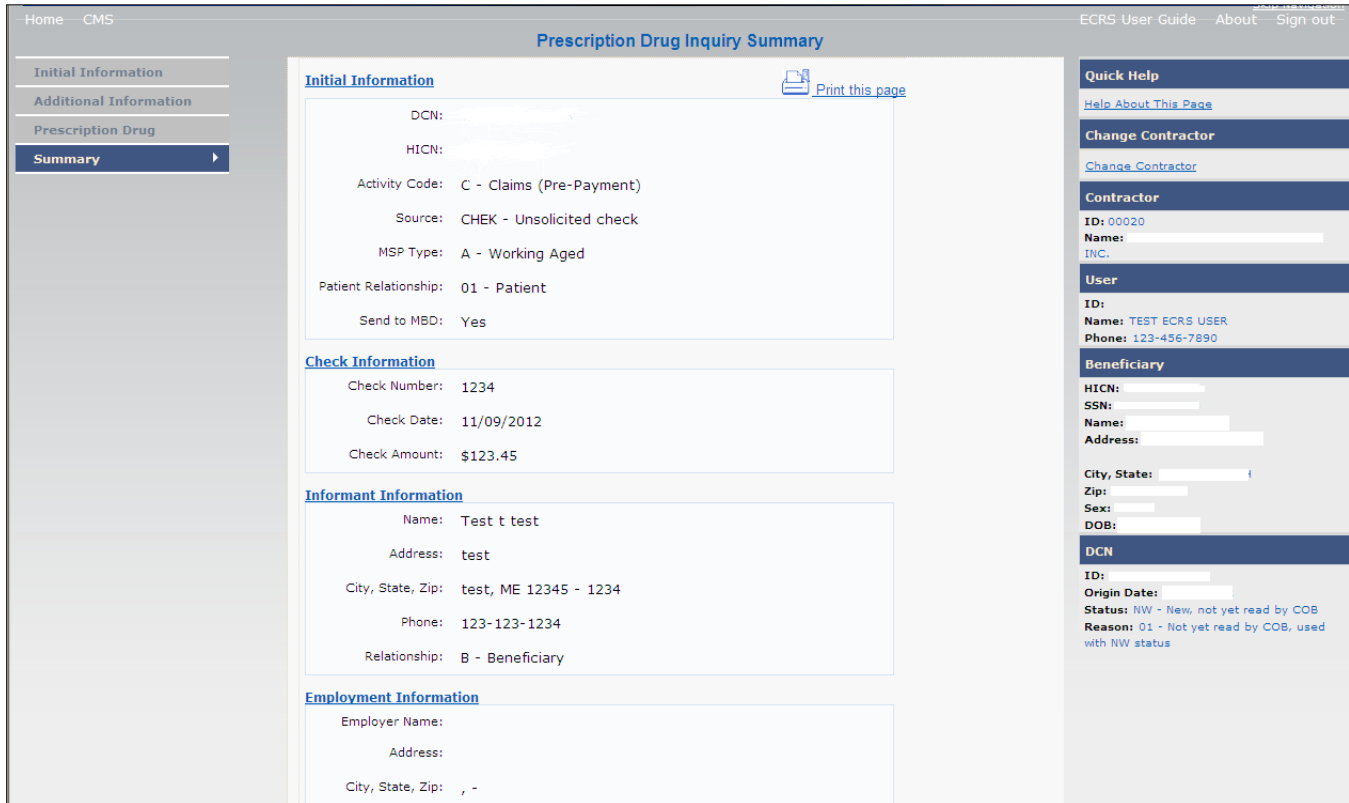 Home CMS
Skip Navigation
ECRS User Guide About Sign out
Prescription Drug Inquiry Summary
Initial Information
Additional Information
Prescription Drug
Summary
Initial Information
Print this page
DCN:
HICN:
Activity Code: C - Claims (Pre-Payment)
Source: CHEK - Unsolicited check
MSP Type: A - Working Aged
Patient Relationship: 01 - Patient
Send to MBD: Yes
Check Information
Check Number: 1234
Check Date: 11/09/2012
Check Amount: $123.45
Informant Information
Name: Test t test
Address: test
City, State, Zip: test, ME 12345 - 1234
Phone: 123-123-1234
Relationship: B - Beneficiary
Employment Information
Employer Name:
Address:
City, State, Zip: , -
Quick Help
Help About This Page
Change Contractor
Change Contractor
Contractor
ID: 00020
Name:
INC.
User
ID:
Name: TEST ECRS USER
Phone: 123-456-7890
Beneficiary
HICN:
SSN:
Name:
Address:
City, State:
Zip:
Sex:
DOB:
DCN
ID:
Origin Date:
Status: NW - New, not yet read by COB
Reason: 01 - Not yet read by COB, used
with NW status